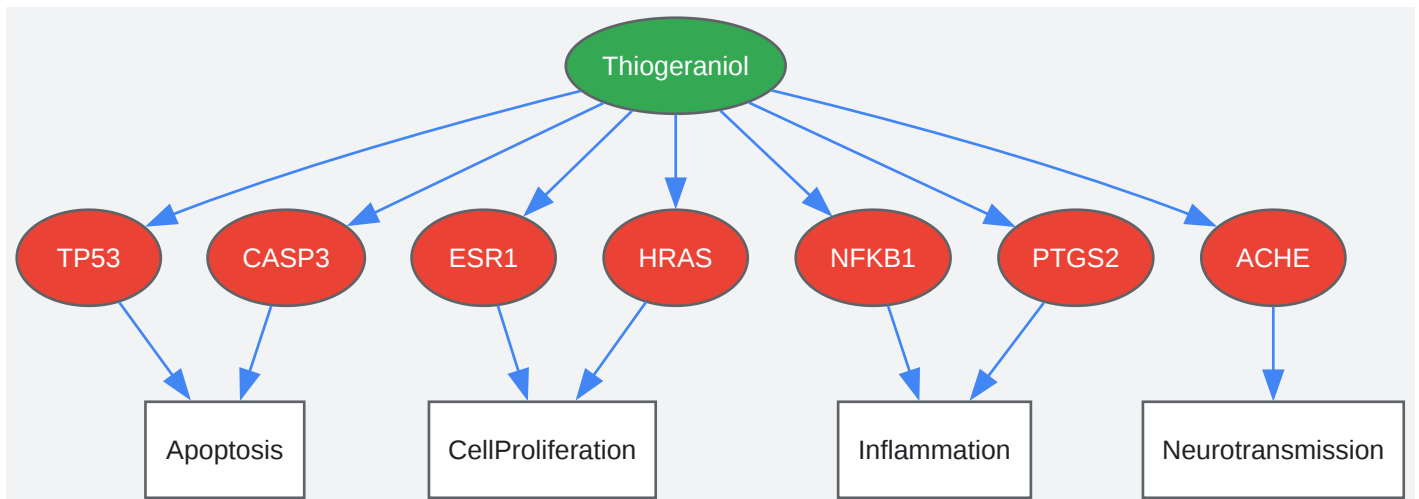 Thiogeraniol
TP53
CASP3
ESR1
HRAS
NFKB1
PTGS2
ACHE
Apoptosis
CellProliferation
Inflammation
Neurotransmission